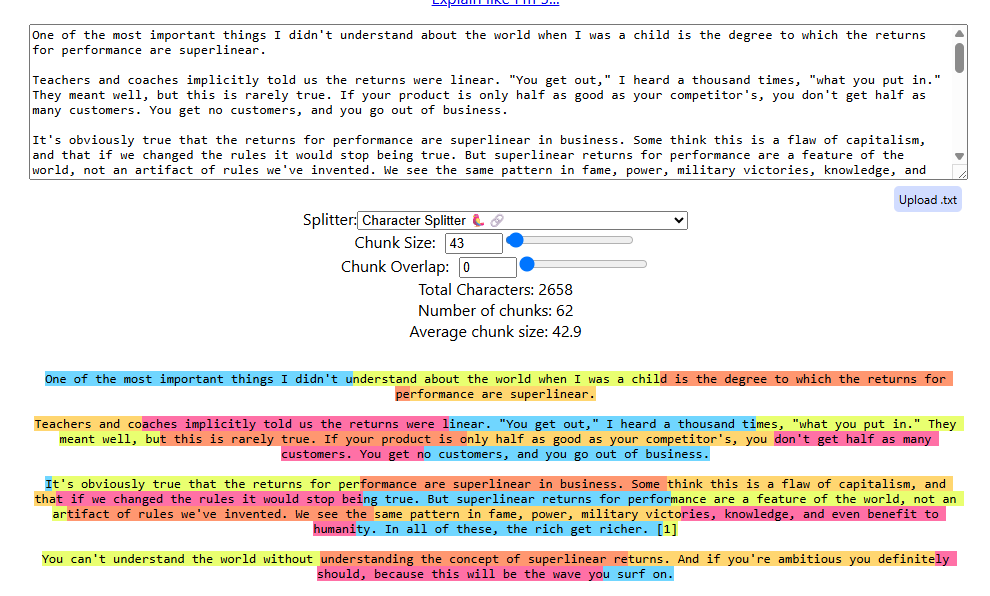 Explain like I'm 5...
One of the most important things I didn't understand about the world when I was a child is the degree to which the returns
for performance are superlinear.
Teachers and coaches implicitly told us the returns were linear. "You get out," I heard a thousand times, "what you put in."
They meant well, but this is rarely true. If your product is only half as good as your competitor's, you don't get half as
many customers. You get no customers, and you go out of business.
It's obviously true that the returns for performance are superlinear in business. Some think this is a flaw of capitalism,
and that if we changed the rules it would stop being true. But superlinear returns for performance are a feature of the
world, not an artifact of rules we've invented. We see the same pattern in fame, power, military victories, knowledge, and
Upload .txt
Splitter: Character Splitter 🦜 🔗
Chunk Size: 43
Chunk Overlap: 0
Total Characters: 2658
Number of chunks: 62
Average chunk size: 42.9
One of the most important things I didn't understand about the world when I was a child is the degree to which the returns for
performance are superlinear.
Teachers and coaches implicitly told us the returns were linear. "You get out," I heard a thousand times, "what you put in." They
meant well, but this is rarely true. If your product is only half as good as your competitor's, you don't get half as many
customers. You get no customers, and you go out of business.
It's obviously true that the returns for performance are superlinear in business. Some think this is a flaw of capitalism, and
that if we changed the rules it would stop being true. But superlinear returns for performance are a feature of the world, not an
artifact of rules we've invented. We see the same pattern in fame, power, military victories, knowledge, and even benefit to
humanity. In all of these, the rich get richer. [1]
You can't understand the world without understanding the concept of superlinear returns. And if you're ambitious you definitely
should, because this will be the wave you surf on.